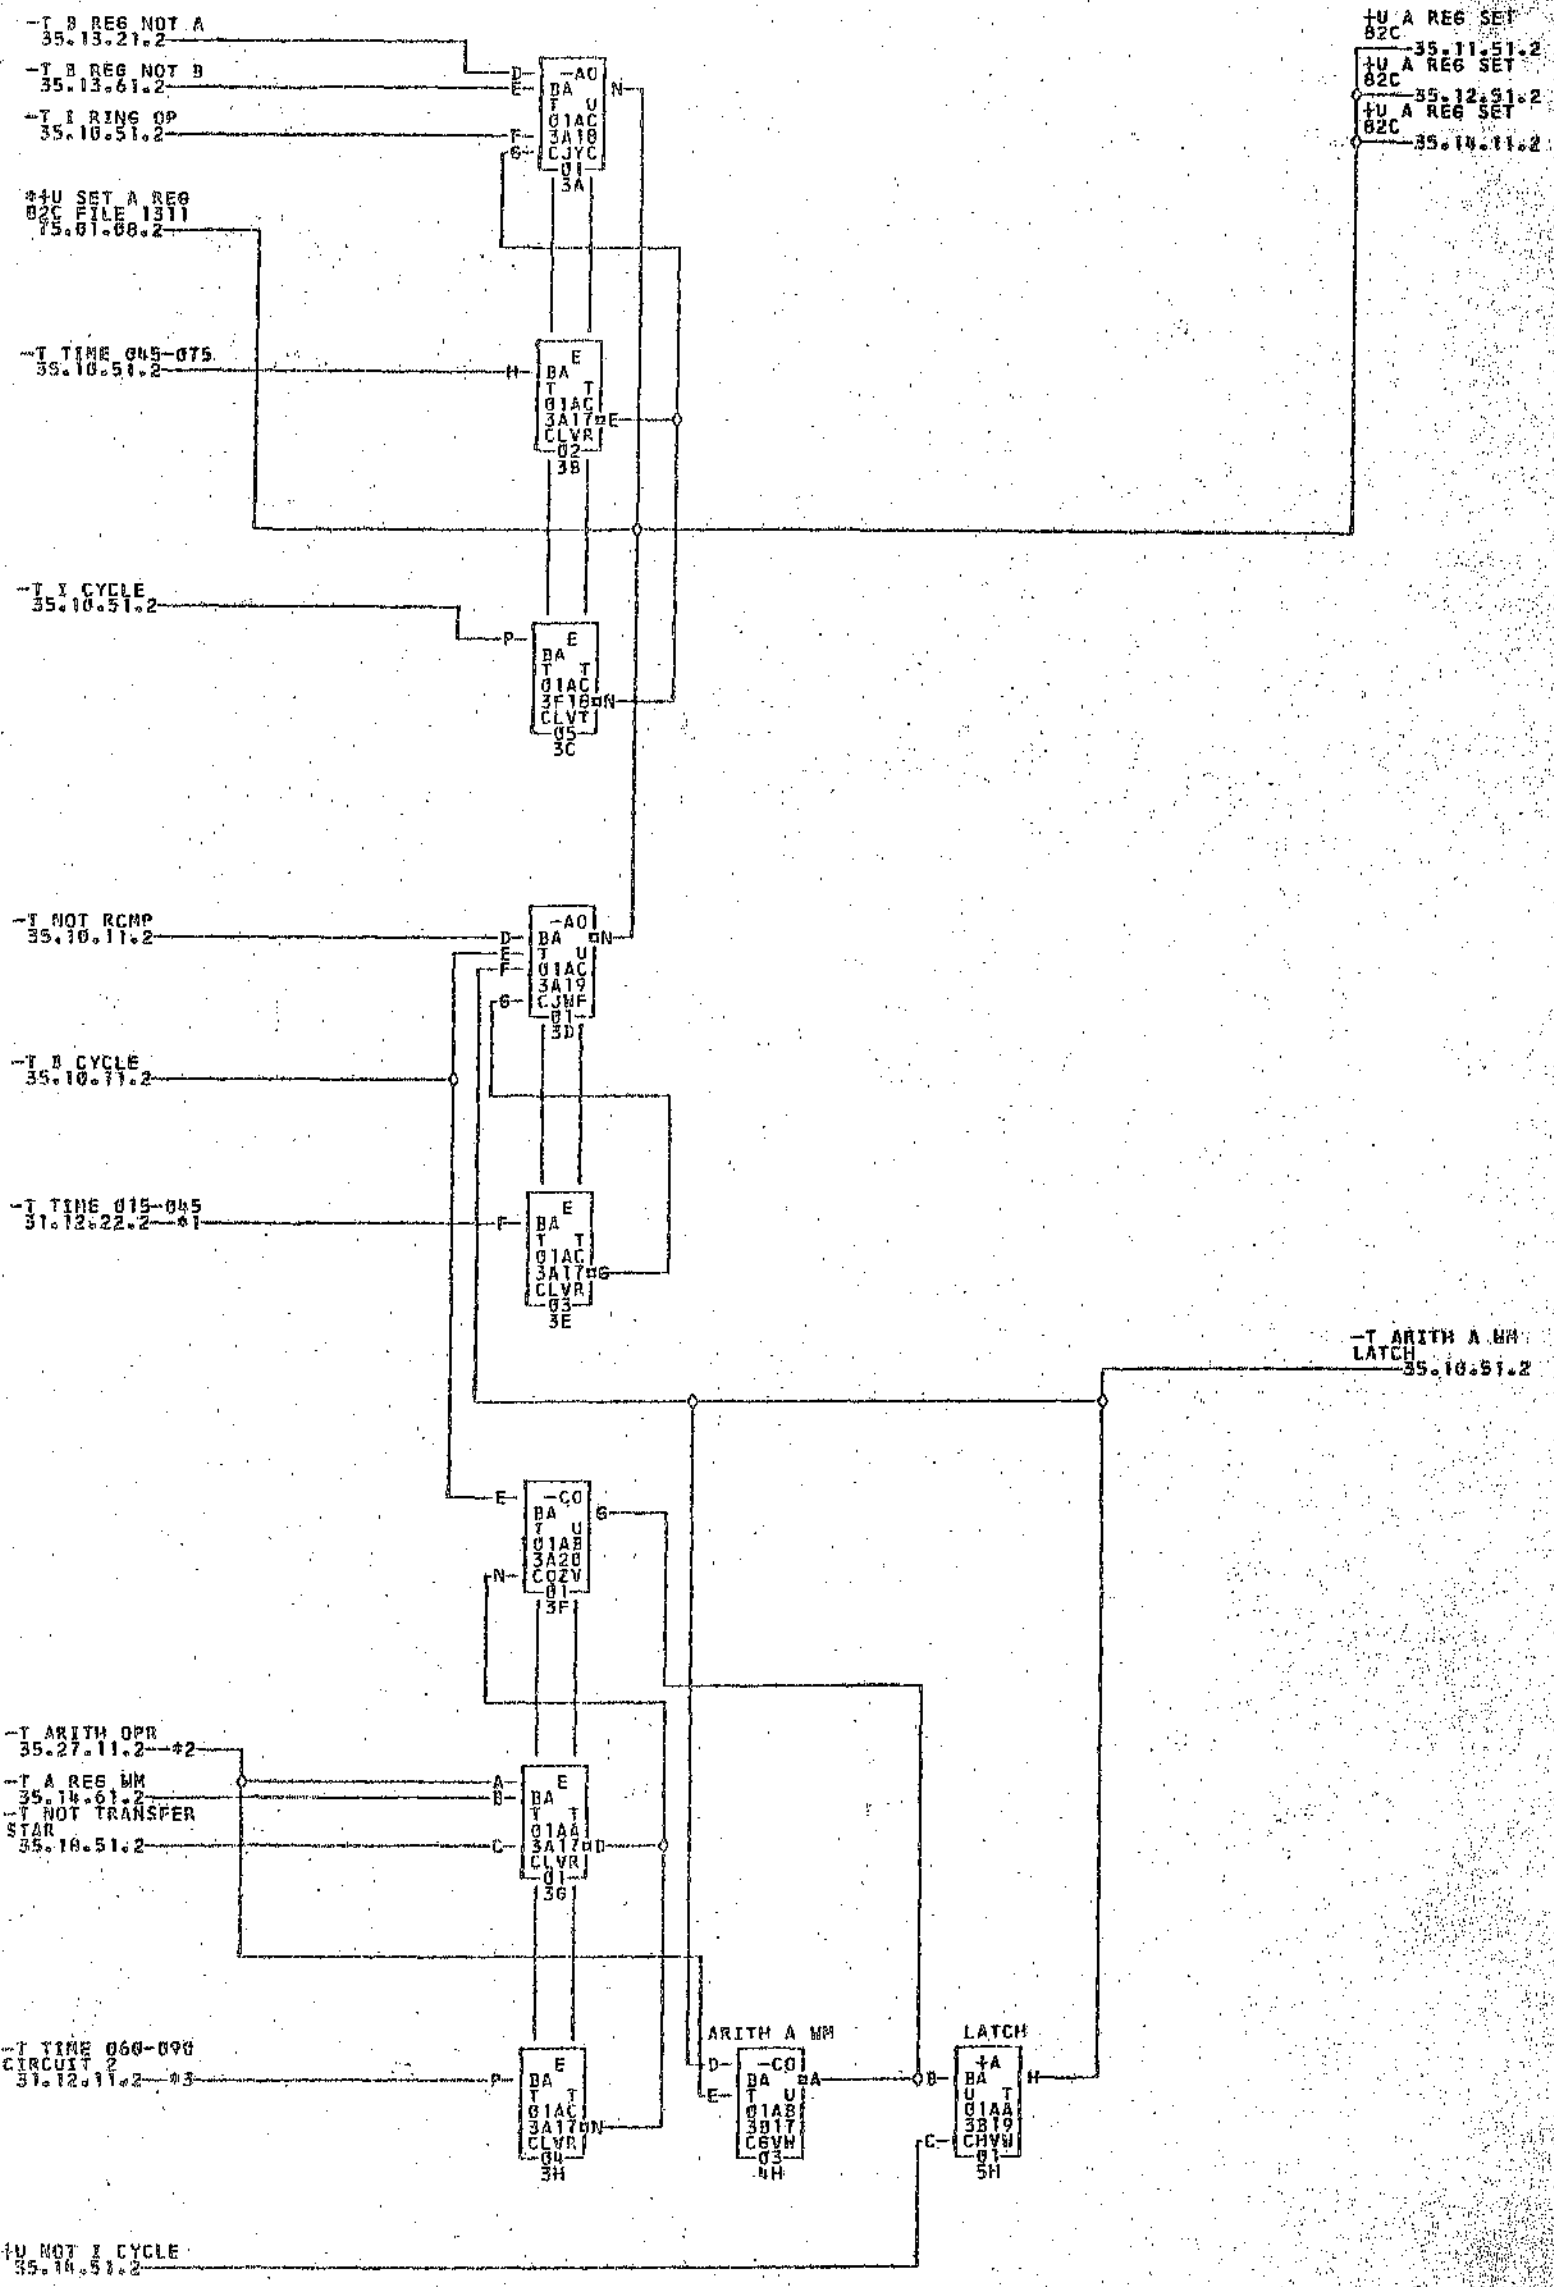 -T B REG NOT A
35.13.21.2
-T B REG NOT B
35.13.61.2
-T I RING OP
35.10.51.2
*+U SET A REG
82C FILE 1311
75.01.08.2
-T TIME 045-075
35.10.51.2
-T I CYCLE
35.10.51.2
-T NOT RCMP
35.10.11.2
-T B CYCLE
35.10.11.2
-T TIME 015-045
31.12.22.2 *1
-T ARITH OPR
35.27.11.2 *2
-T A REG WM
35.14.61.2
-T NOT TRANSFER
STAR
35.10.51.2
-T TIME 060-090
CIRCUIT 2
31.12.11.2 *3
+U NOT I CYCLE
35.14.51.2
D -AO
E BA N
T U
01AC
F 3A18
G CJYC
01
3A
E
H BA
T T
01AC
3A17 E
CLVR
02
3B
P E
BA
T T
01AC
3F18 N
CLVT
05
3C
-AO
D BA N
E T U
F 01AC
3A19
G CJWF
01
3D
E
F BA
T T
01AC
3A17 G
CLVR
03
3E
E -CO
BA G
T U
01AB
3A20
N CQZV
01
3F
A E
B BA
T T
01AA
C 3A17 D
CLVR
01
3G
E
P BA
T T
01AC
3A17 N
CLVR
04
3H
ARITH A WM
D -CO
BA A
E T U
01AB
3B17
CGVW
03
4H
LATCH
+A
B BA H
U T
01AA
3B19
C CHVW
01
5H
+U A REG SET
82C
35.11.51.2
+U A REG SET
82C
35.12.51.2
+U A REG SET
82C
35.14.11.2
-T ARITH A WM
LATCH
35.10.51.2